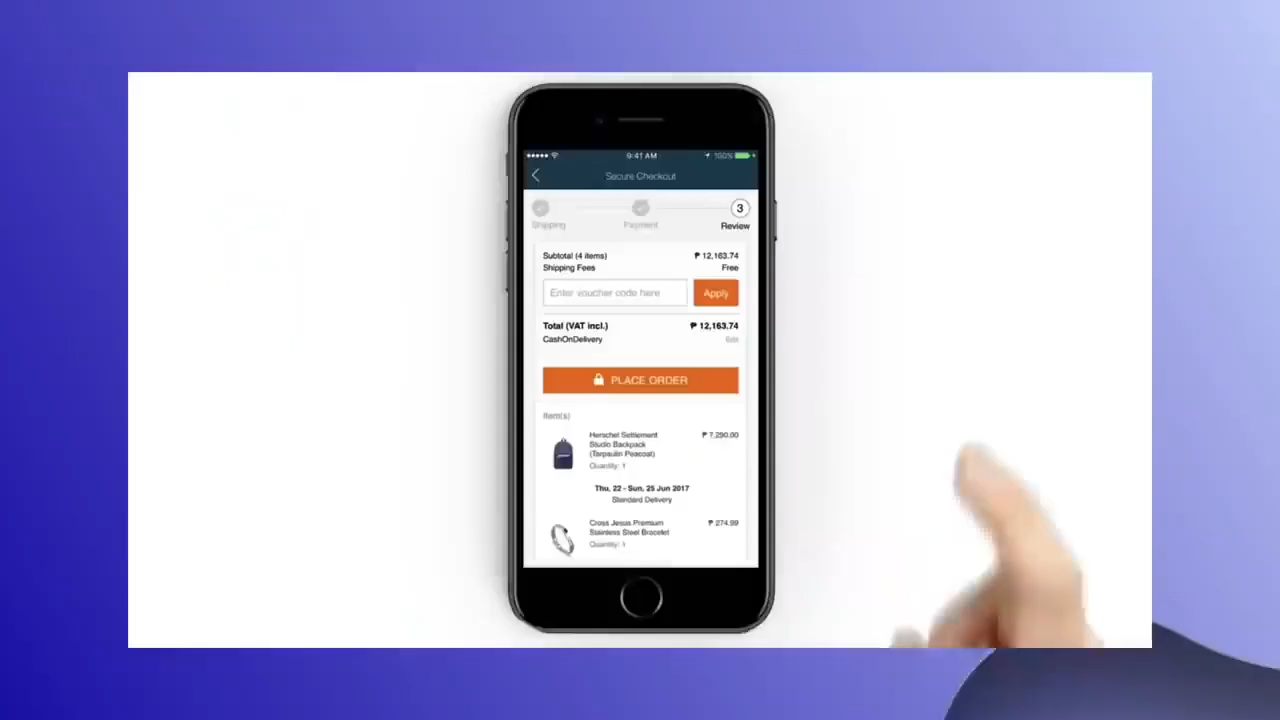 9:41 AM
100%
Secure Checkout
3
Shipping
Payment
Review
Subtotal (4 items)
₱ 12,163.74
Shipping Fees
Free
Enter voucher code here
Apply
Total (VAT incl.)
₱ 12,163.74
CashOnDelivery
Edit
PLACE ORDER
Item(s)
Herschel Settlement
₱ 7,290.00
Studio Backpack
(Tarpaulin Peacoat)
Quantity: 1
Thu, 22 - Sun, 25 Jun 2017
Standard Delivery
Cross Jesus Premium
₱ 274.99
Stainless Steel Bracelet
Quantity: 1